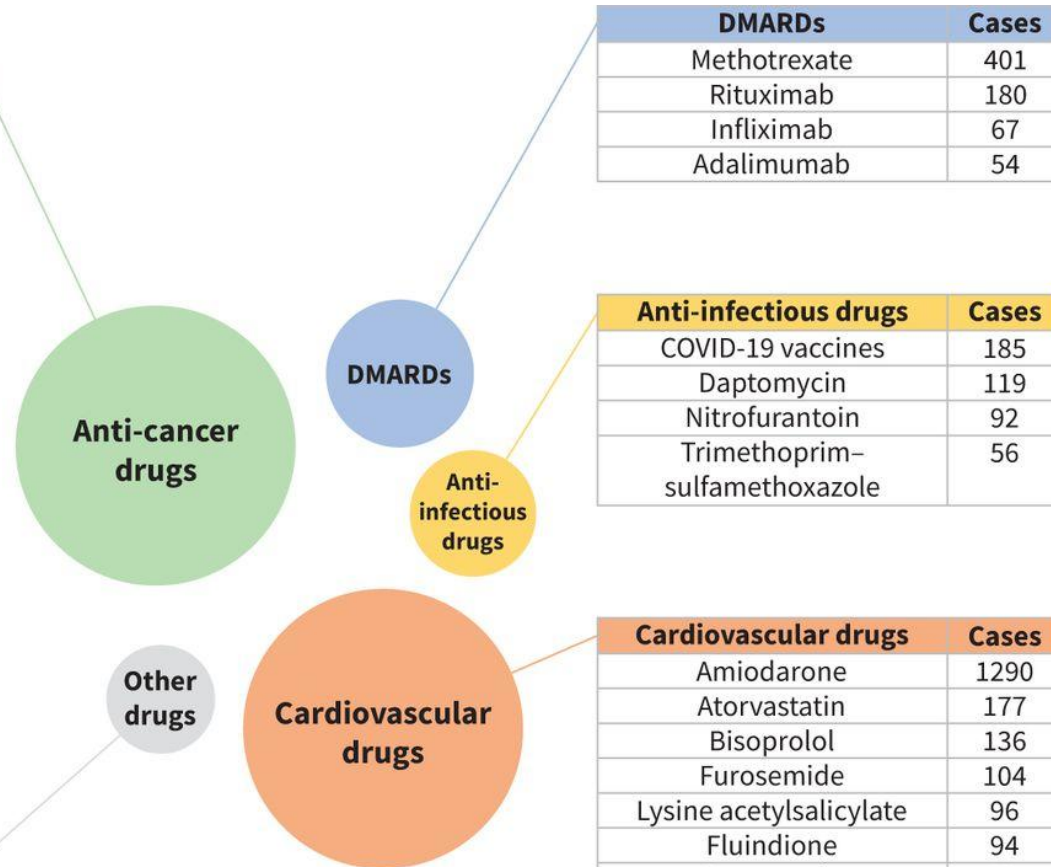 DMARDs Cases
Methotrexate 401
Rituximab 180
Infliximab 67
Adalimumab 54
Anti-infectious drugs Cases
COVID-19 vaccines 185
Daptomycin 119
Nitrofurantoin 92
Trimethoprim– 56
sulfamethoxazole
Cardiovascular drugs Cases
Amiodarone 1290
Atorvastatin 177
Bisoprolol 136
Furosemide 104
Lysine acetylsalicylate 96
Fluindione 94
DMARDs
Anti-cancer
drugs
Anti-
infectious
drugs
Other
drugs
Cardiovascular
drugs